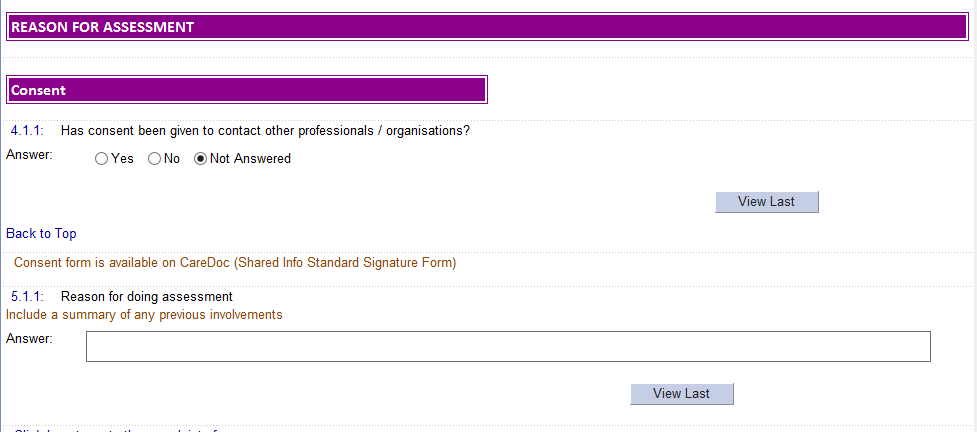 REASON FOR ASSESSMENT
Consent
4.1.1: Has consent been given to contact other professionals / organisations?
Answer: Yes No Not Answered
View Last
Back to Top
Consent form is available on CareDoc (Shared Info Standard Signature Form)
5.1.1: Reason for doing assessment
Include a summary of any previous involvements
Answer:
View Last